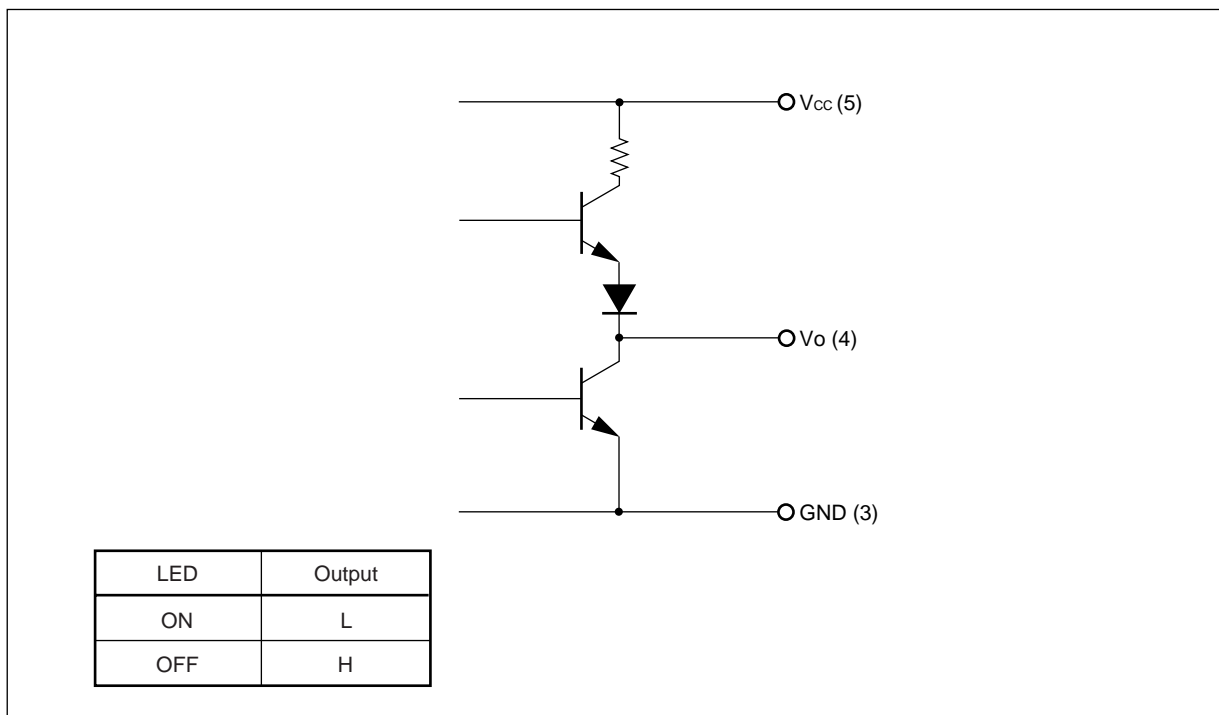 Vcc (5)
Vo (4)
GND (3)
LED Output
ON L
OFF H